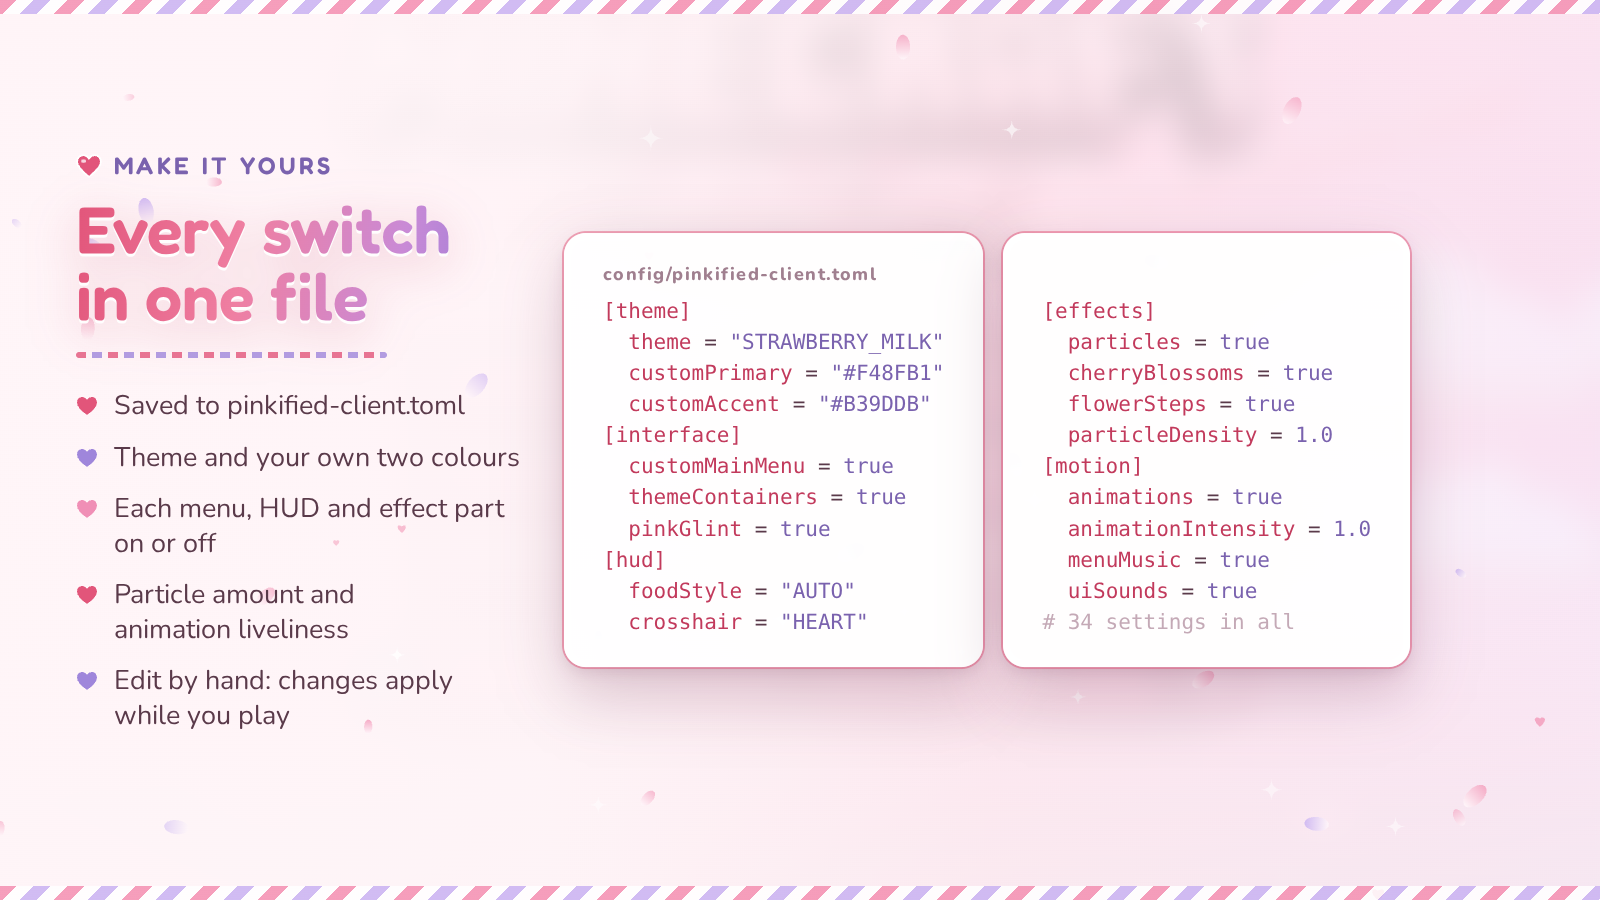 MAKE IT YOURS
Every switch
in one file
Saved to pinkified-client.toml
Theme and your own two colours
Each menu, HUD and effect part
on or off
Particle amount and
animation liveliness
Edit by hand: changes apply
while you play
config/pinkified-client.toml
[theme]
theme = "STRAWBERRY_MILK"
customPrimary = "#F48FB1"
customAccent = "#B39DDB"
[interface]
customMainMenu = true
themeContainers = true
pinkGlint = true
[hud]
foodStyle = "AUTO"
crosshair = "HEART"
[effects]
particles = true
cherryBlossoms = true
flowerSteps = true
particleDensity = 1.0
[motion]
animations = true
animationIntensity = 1.0
menuMusic = true
uiSounds = true
# 34 settings in all